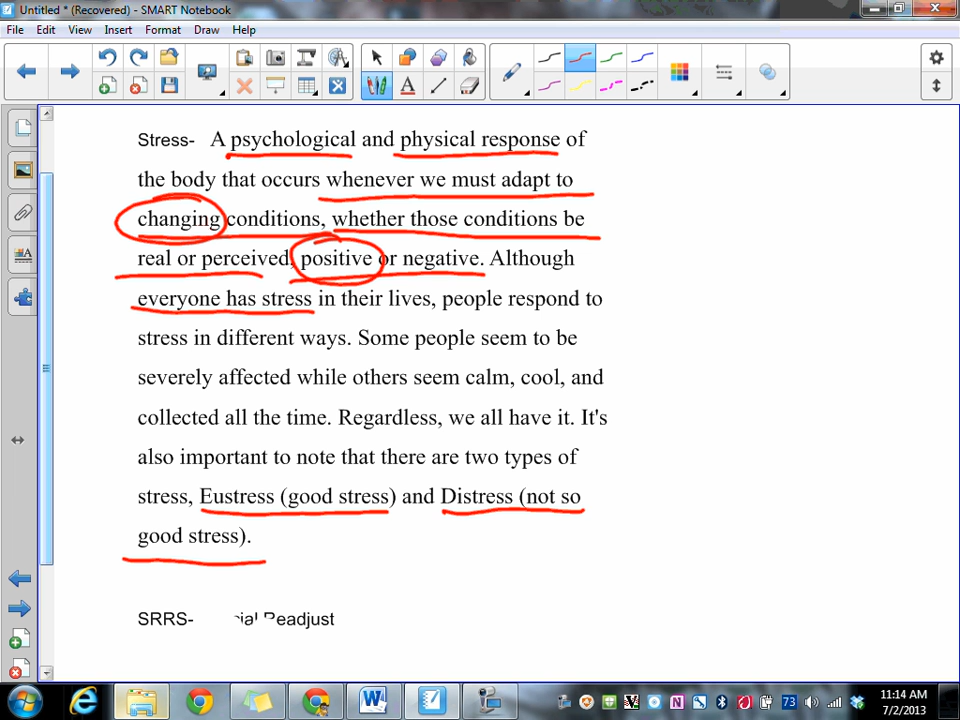 Untitled * (Recovered) - SMART Notebook
File Edit View Insert Format Draw Help
Stress- A psychological and physical response of
the body that occurs whenever we must adapt to
changing conditions, whether those conditions be
real or perceived, positive or negative. Although
everyone has stress in their lives, people respond to
stress in different ways. Some people seem to be
severely affected while others seem calm, cool, and
collected all the time. Regardless, we all have it. It's
also important to note that there are two types of
stress, Eustress (good stress) and Distress (not so
good stress).
SRRS- Readjust
73
11:14 AM
7/2/2013